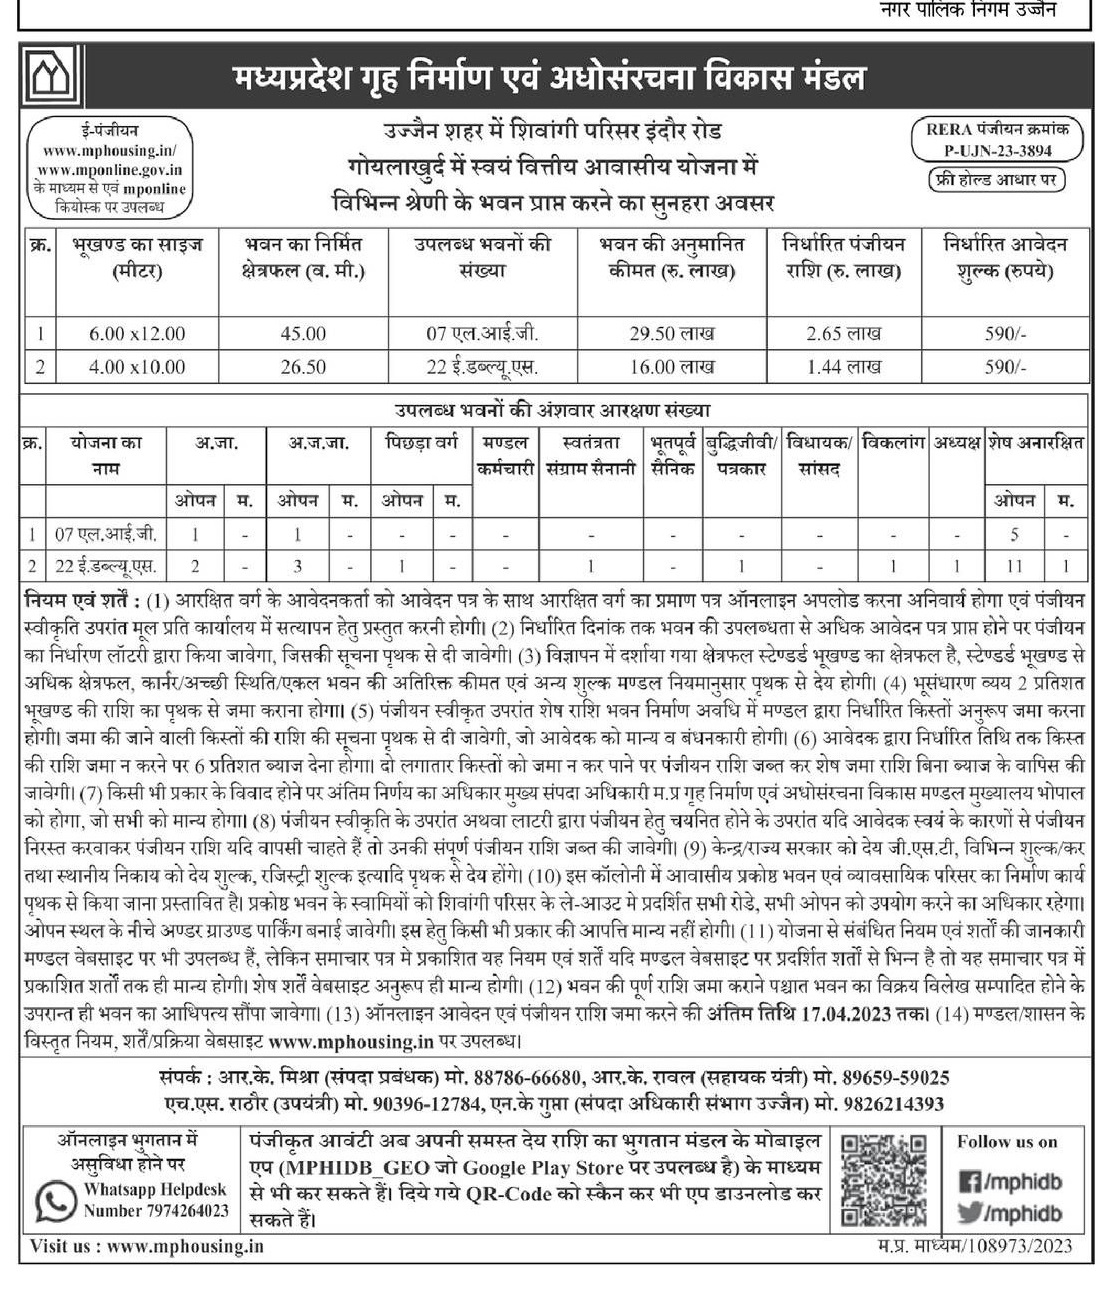 नगर पालिक निगम उज्जैन
मध्यप्रदेश गृह निर्माण एवं अधोसंरचना विकास मंडल
ई-पंजीयन
www.mphousing.in/
www.mponline.gov.in
के माध्यम से एवं mponline
कियोस्क पर उपलब्ध
उज्जैन शहर में शिवांगी परिसर इंदौर रोड
गोयलाखुर्द में स्वयं वित्तीय आवासीय योजना में
विभिन्न श्रेणी के भवन प्राप्त करने का सुनहरा अवसर
RERA पंजीयन क्रमांक
P-UJN-23-3894
फ्री होल्ड आधार पर
क्र. भूखण्ड का साइज भवन का निर्मित उपलब्ध भवनों की भवन की अनुमानित निर्धारित पंजीयन निर्धारित आवेदन
(मीटर) क्षेत्रफल (व. मी.) संख्या कीमत (रु. लाख) राशि (रु. लाख) शुल्क (रुपये)
1 6.00 x12.00 45.00 07 एल.आई.जी. 29.50 लाख 2.65 लाख 590/-
2 4.00 x10.00 26.50 22 ई.डब्ल्यू.एस. 16.00 लाख 1.44 लाख 590/-
उपलब्ध भवनों की अंशवार आरक्षण संख्या
क्र. योजना का अ.जा. अ.ज.जा. पिछड़ा वर्ग मण्डल स्वतंत्रता भूतपूर्व बुद्धिजीवी/ विधायक/ विकलांग अध्यक्ष शेष अनारक्षित
नाम कर्मचारी संग्राम सैनानी सैनिक पत्रकार सांसद
ओपन म. ओपन म. ओपन म. ओपन म.
1 07 एल.आई.जी. 1 - 1 - - - - - - - - - - 5 -
2 22 ई.डब्ल्यू.एस. 2 - 3 - 1 - - 1 - 1 - 1 1 11 1
नियम एवं शर्तें : (1) आरक्षित वर्ग के आवेदनकर्ता को आवेदन पत्र के साथ आरक्षित वर्ग का प्रमाण पत्र ऑनलाइन अपलोड करना अनिवार्य होगा एवं पंजीयन
स्वीकृति उपरांत मूल प्रति कार्यालय में सत्यापन हेतु प्रस्तुत करनी होगी। (2) निर्धारित दिनांक तक भवन की उपलब्धता से अधिक आवेदन पत्र प्राप्त होने पर पंजीयन
का निर्धारण लॉटरी द्वारा किया जावेगा, जिसकी सूचना पृथक से दी जावेगी। (3) विज्ञापन में दर्शाया गया क्षेत्रफल स्टेण्डर्ड भूखण्ड का क्षेत्रफल है, स्टेण्डर्ड भूखण्ड से
अधिक क्षेत्रफल, कार्नर/अच्छी स्थिति/एकल भवन की अतिरिक्त कीमत एवं अन्य शुल्क मण्डल नियमानुसार पृथक से देय होगी। (4) भूसंधारण व्यय 2 प्रतिशत
भूखण्ड की राशि का पृथक से जमा कराना होगा। (5) पंजीयन स्वीकृत उपरांत शेष राशि भवन निर्माण अवधि में मण्डल द्वारा निर्धारित किस्तों अनुरूप जमा करना
होगी। जमा की जाने वाली किस्तों की राशि की सूचना पृथक से दी जावेगी, जो आवेदक को मान्य व बंधनकारी होगी। (6) आवेदक द्वारा निर्धारित तिथि तक किस्त
की राशि जमा न करने पर 6 प्रतिशत ब्याज देना होगा। दो लगातार किस्तों को जमा न कर पाने पर पंजीयन राशि जब्त कर शेष जमा राशि बिना ब्याज के वापिस की
जावेगी। (7) किसी भी प्रकार के विवाद होने पर अंतिम निर्णय का अधिकार मुख्य संपदा अधिकारी म.प्र गृह निर्माण एवं अधोसंरचना विकास मण्डल मुख्यालय भोपाल
को होगा, जो सभी को मान्य होगा। (8) पंजीयन स्वीकृति के उपरांत अथवा लाटरी द्वारा पंजीयन हेतु चयनित होने के उपरांत यदि आवेदक स्वयं के कारणों से पंजीयन
निरस्त करवाकर पंजीयन राशि यदि वापसी चाहते हैं तो उनकी संपूर्ण पंजीयन राशि जब्त की जावेगी। (9) केन्द्र/राज्य सरकार को देय जी.एस.टी, विभिन्न शुल्क/कर
तथा स्थानीय निकाय को देय शुल्क, रजिस्ट्री शुल्क इत्यादि पृथक से देय होंगे। (10) इस कॉलोनी में आवासीय प्रकोष्ठ भवन एवं व्यावसायिक परिसर का निर्माण कार्य
पृथक से किया जाना प्रस्तावित है। प्रकोष्ठ भवन के स्वामियों को शिवांगी परिसर के ले-आउट मे प्रदर्शित सभी रोडे, सभी ओपन को उपयोग करने का अधिकार रहेगा।
ओपन स्थल के नीचे अण्डर ग्राउण्ड पार्किंग बनाई जावेगी। इस हेतु किसी भी प्रकार की आपत्ति मान्य नहीं होगी। (11) योजना से संबंधित नियम एवं शर्तों की जानकारी
मण्डल वेबसाइट पर भी उपलब्ध हैं, लेकिन समाचार पत्र मे प्रकाशित यह नियम एवं शर्ते यदि मण्डल वेबसाइट पर प्रदर्शित शर्तों से भिन्न है तो यह समाचार पत्र में
प्रकाशित शर्तों तक ही मान्य होगी। शेष शर्तें वेबसाइट अनुरूप ही मान्य होगी। (12) भवन की पूर्ण राशि जमा कराने पश्चात भवन का विक्रय विलेख सम्पादित होने के
उपरान्त ही भवन का आधिपत्य सौंपा जावेगा। (13) ऑनलाइन आवेदन एवं पंजीयन राशि जमा करने की अंतिम तिथि 17.04.2023 तक। (14) मण्डल/शासन के
विस्तृत नियम, शर्ते/प्रक्रिया वेबसाइट www.mphousing.in पर उपलब्ध।
संपर्क : आर.के. मिश्रा (संपदा प्रबंधक) मो. 88786-66680, आर.के. रावल (सहायक यंत्री) मो. 89659-59025
एच.एस. राठौर (उपयंत्री) मो. 90396-12784, एन.के गुप्ता (संपदा अधिकारी संभाग उज्जैन) मो. 9826214393
ऑनलाइन भुगतान में
असुविधा होने पर
Whatsapp Helpdesk
Number 7974264023
पंजीकृत आवंटी अब अपनी समस्त देय राशि का भुगतान मंडल के मोबाइल
एप (MPHIDB_GEO जो Google Play Store पर उपलब्ध है) के माध्यम
से भी कर सकते हैं। दिये गये QR-Code को स्कैन कर भी एप डाउनलोड कर
सकते हैं।
Follow us on
/mphidb
/mphidb
Visit us : www.mphousing.in
म.प्र. माध्यम/108973/2023